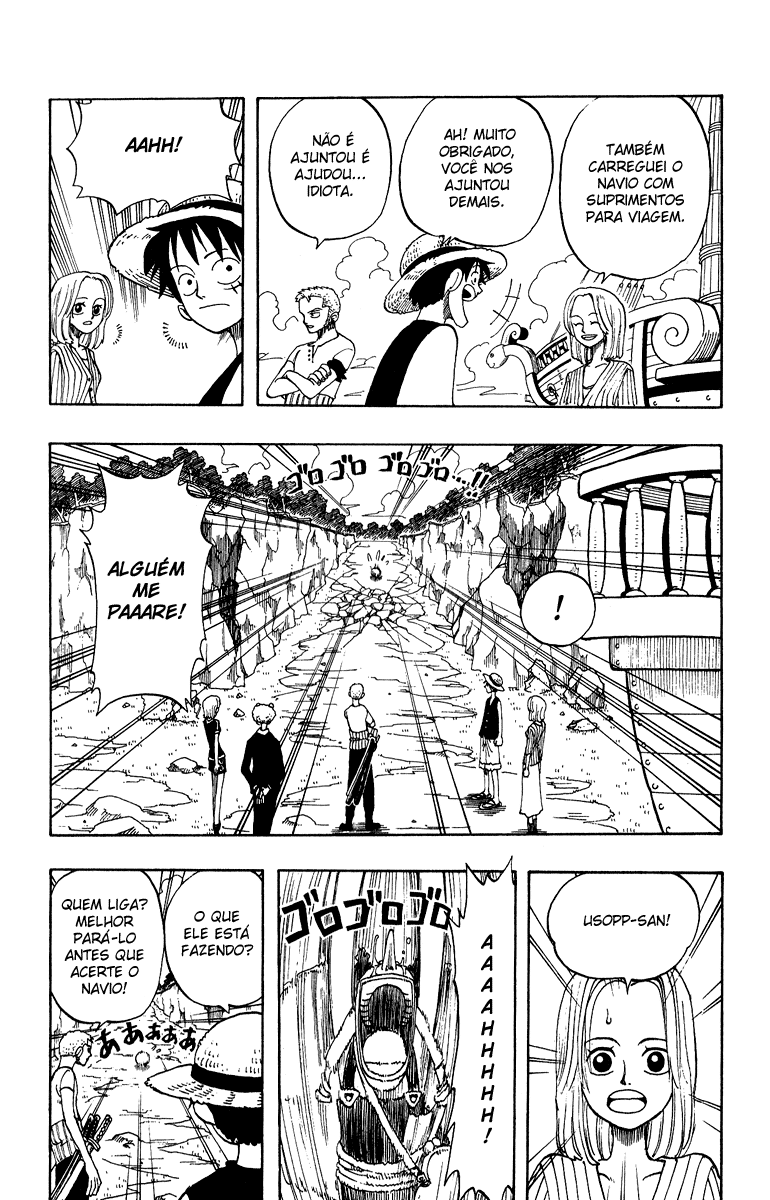 TAMBÉM
CARREGUEI O
NAVIO COM
SUPRIMENTOS
PARA VIAGEM.
AH! MUITO
OBRIGADO,
VOCÊ NOS
AJUNTOU
DEMAIS.
NÃO É
AJUNTOU É
AJUDOU...
IDIOTA.
AAHH!
ゴロゴロ ゴロゴロ...!!
!
ALGUÉM
ME
PAAARE!
USOPP-SAN!
AAAAHHHHHH!
ゴロゴロゴロ
O QUE
ELE ESTÁ
FAZENDO?
QUEM LIGA?
MELHOR
PARÁ-LO
ANTES QUE
ACERTE O
NAVIO!
あああああ